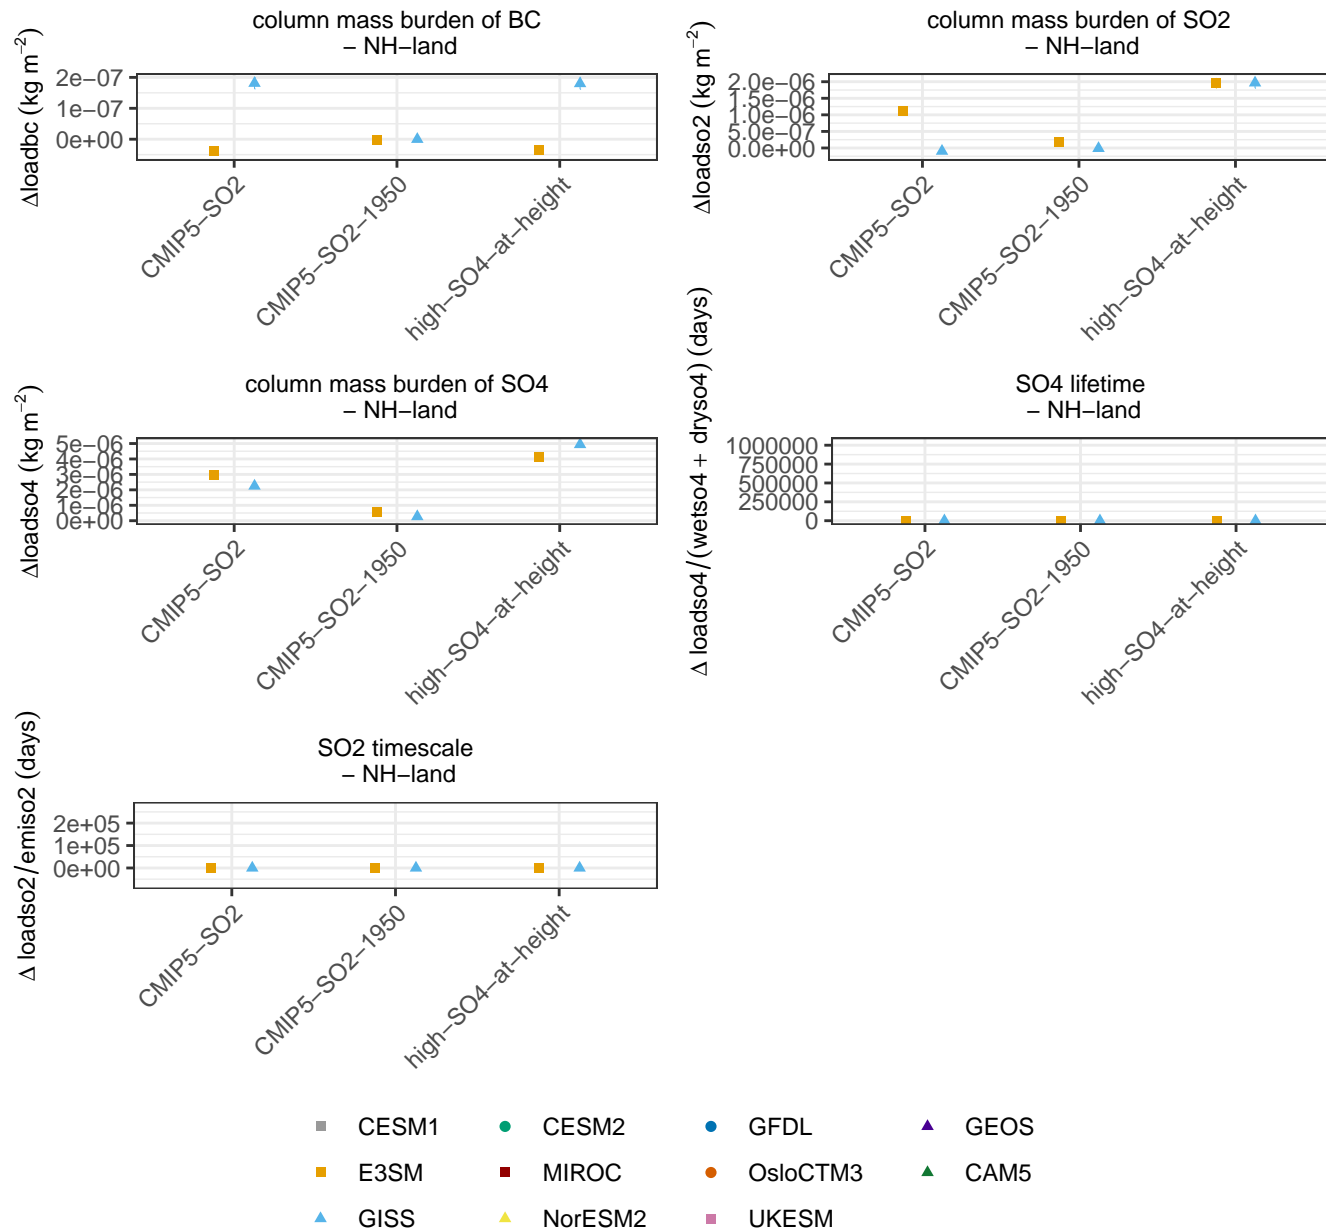 column mass burden of BC
− NH−land
Δloadbc (kg m−2)
2e−07
1e−07
0e+00
CMIP5−SO2
CMIP5−SO2−1950
high−SO4−at−height
column mass burden of SO2
− NH−land
Δloadso2 (kg m−2)
2.0e−06
1.5e−06
1.0e−06
5.0e−07
0.0e+00
CMIP5−SO2
CMIP5−SO2−1950
high−SO4−at−height
column mass burden of SO4
− NH−land
Δloadso4 (kg m−2)
5e−06
4e−06
3e−06
2e−06
1e−06
0e+00
CMIP5−SO2
CMIP5−SO2−1950
high−SO4−at−height
SO4 lifetime
− NH−land
Δ loadso4/(wetso4 + dryso4) (days)
1000000
750000
500000
250000
0
CMIP5−SO2
CMIP5−SO2−1950
high−SO4−at−height
SO2 timescale
− NH−land
Δ loadso2/emiso2 (days)
2e+05
1e+05
0e+00
CMIP5−SO2
CMIP5−SO2−1950
high−SO4−at−height
CESM1 CESM2 GFDL GEOS
E3SM MIROC OsloCTM3 CAM5
GISS NorESM2 UKESM